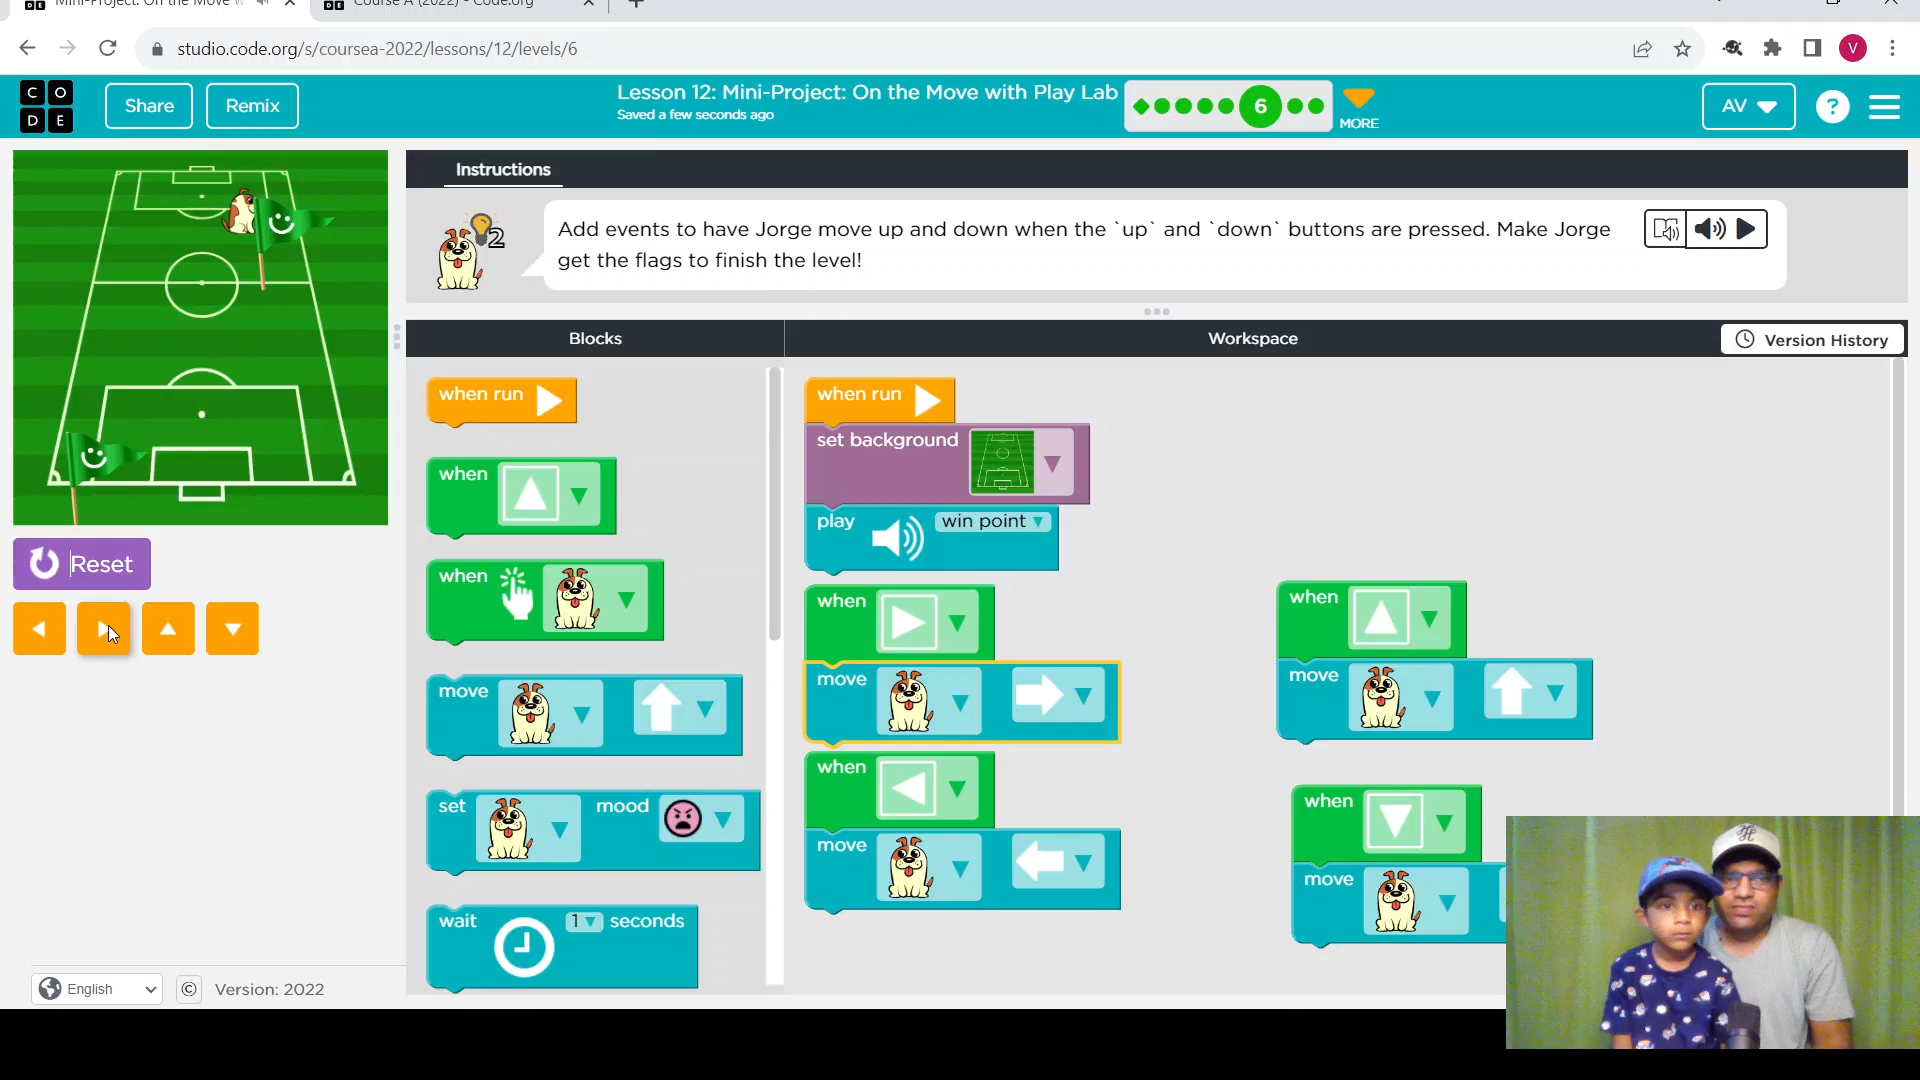 Mini-Project: On the Move w
Course A (2022) - Code.org
studio.code.org/s/coursea-2022/lessons/12/levels/6
V
C O
D E
Share
Remix
Lesson 12: Mini-Project: On the Move with Play Lab
Saved a few seconds ago
6
MORE
AV
?
Instructions
2
Add events to have Jorge move up and down when the `up` and `down` buttons are pressed. Make Jorge
get the flags to finish the level!
Blocks
Workspace
Version History
when run
when
when
move
set
mood
wait
1
seconds
when run
set background
play
win point
when
move
when
move
when
move
when
move
Reset
English
©
Version: 2022